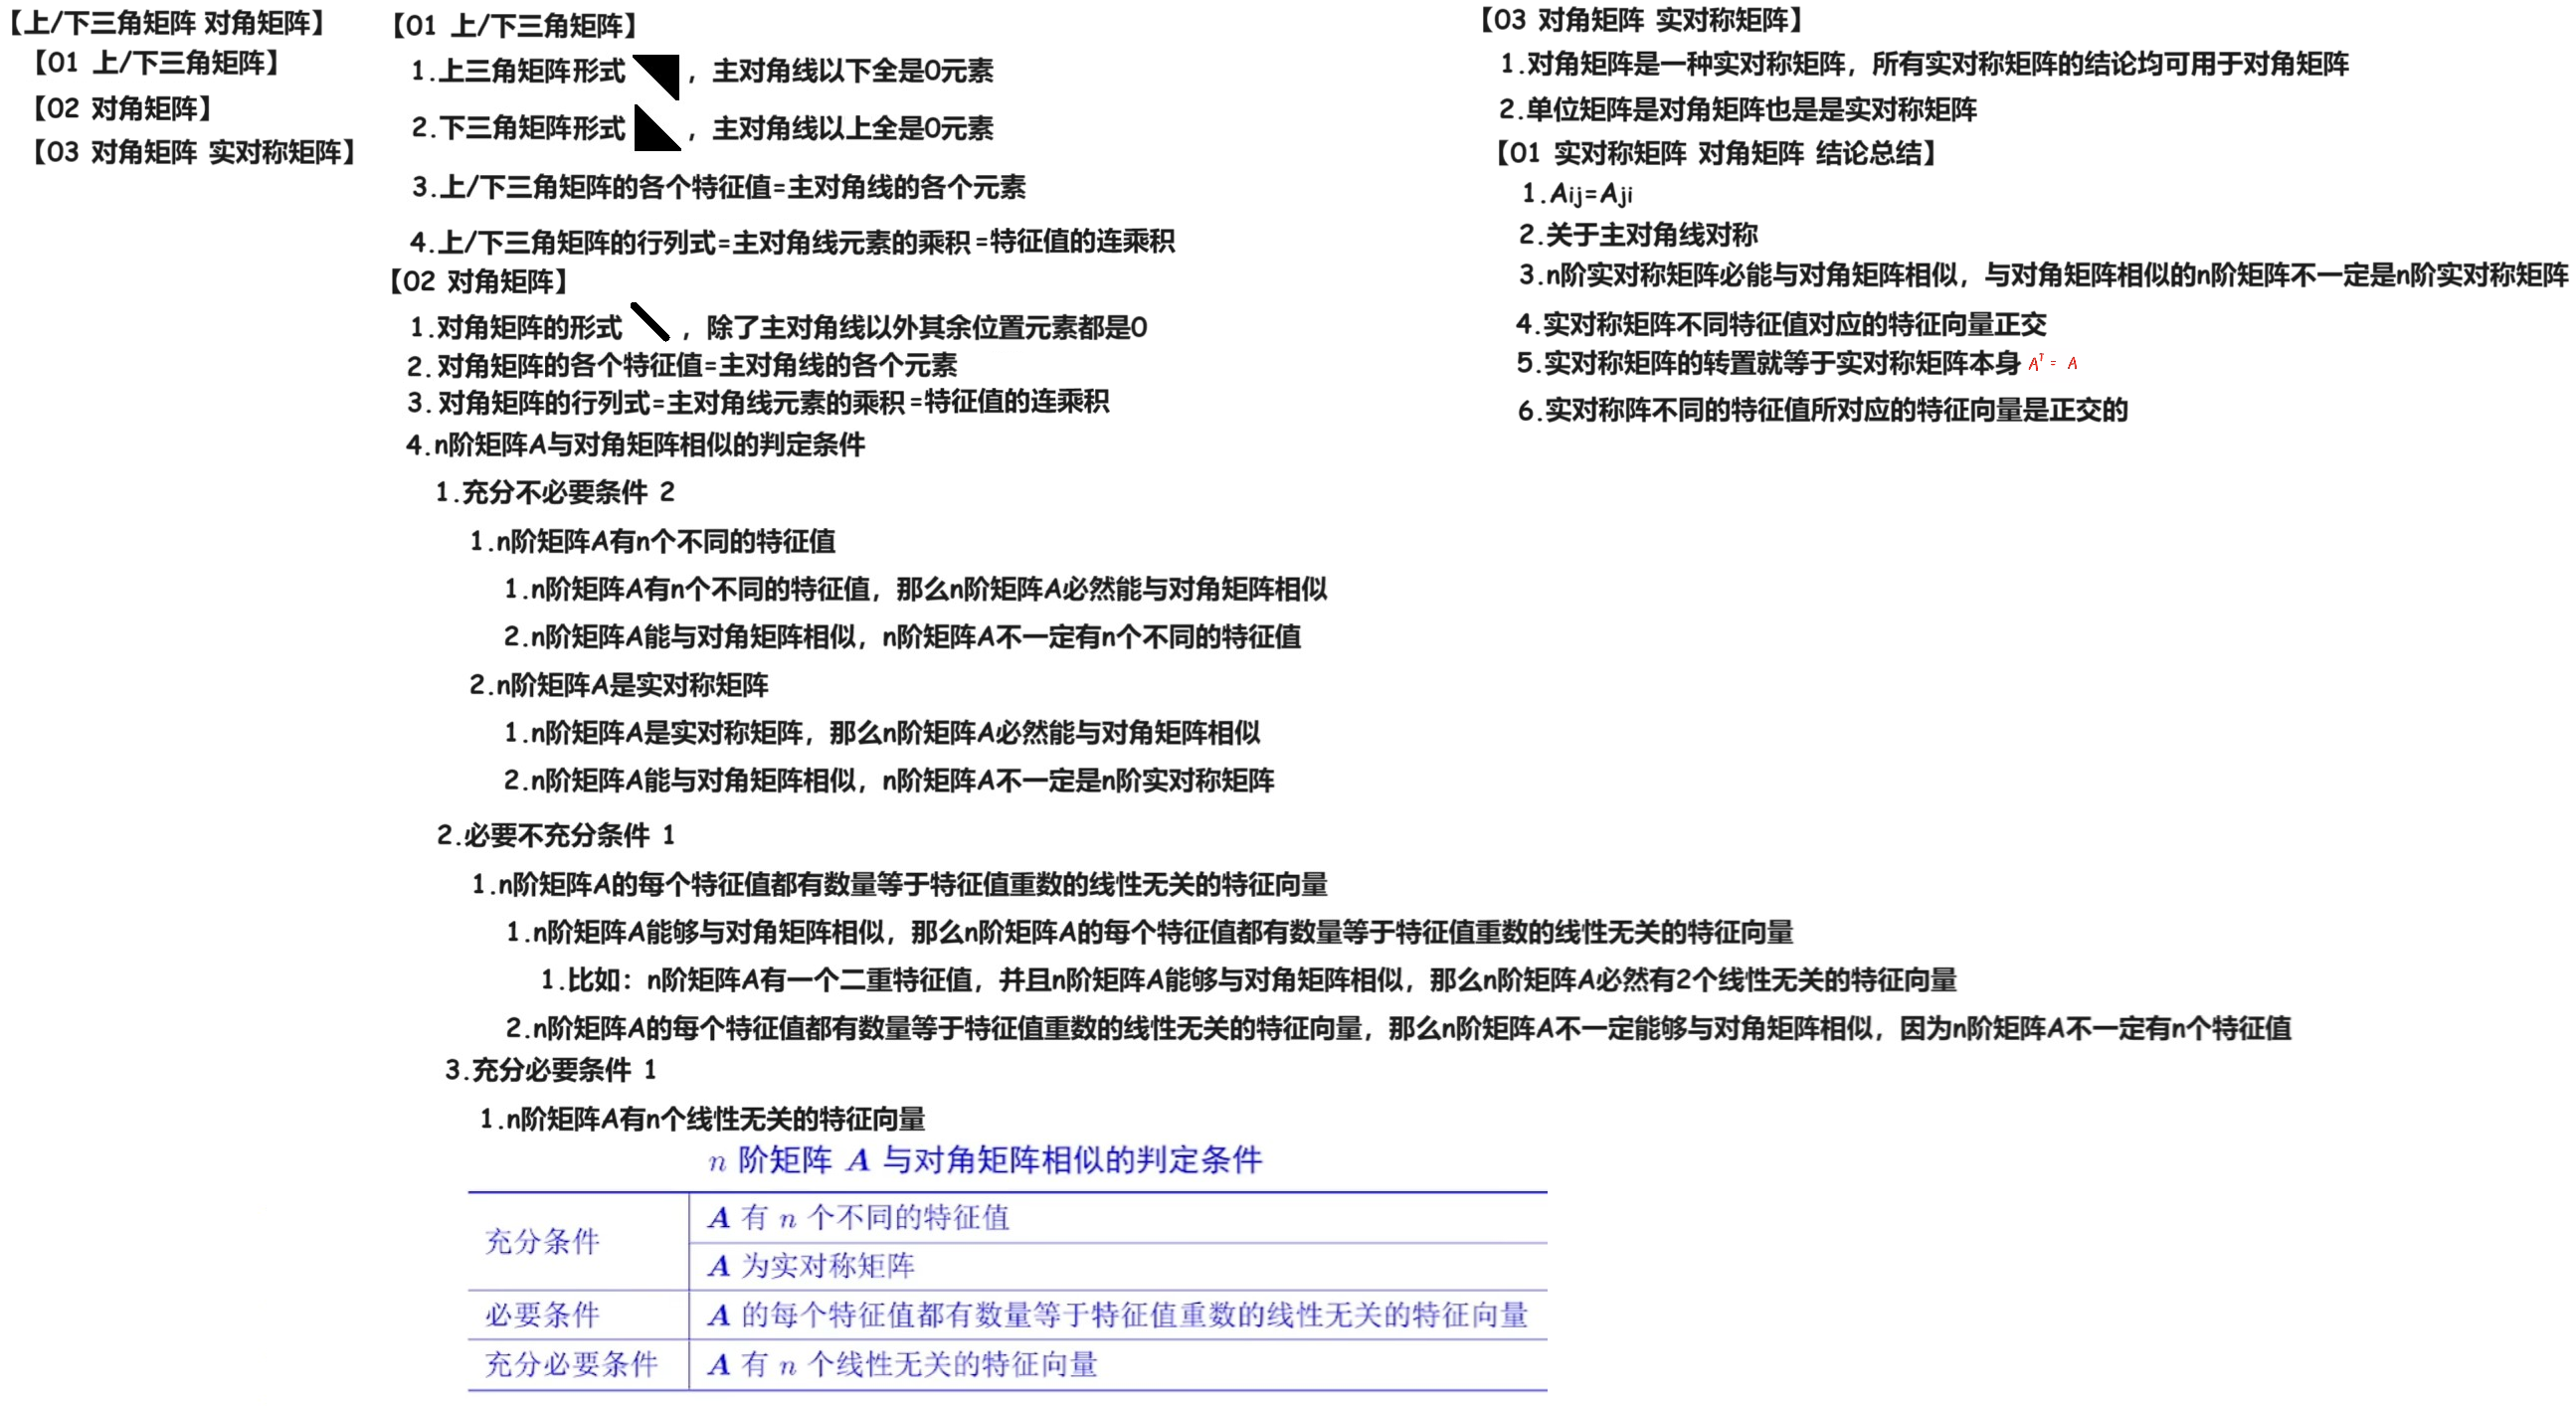 【上/下三角矩阵 对角矩阵】
【01 上/下三角矩阵】
【02 对角矩阵】
【03 对角矩阵 实对称矩阵】
【01 上/下三角矩阵】
1.上三角矩阵形式 ，主对角线以下全是0元素
2.下三角矩阵形式 ，主对角线以上全是0元素
3.上/下三角矩阵的各个特征值=主对角线的各个元素
4.上/下三角矩阵的行列式=主对角线元素的乘积=特征值的连乘积
【02 对角矩阵】
1.对角矩阵的形式 ，除了主对角线以外其余位置元素都是0
2.对角矩阵的各个特征值=主对角线的各个元素
3.对角矩阵的行列式=主对角线元素的乘积=特征值的连乘积
4.n阶矩阵A与对角矩阵相似的判定条件
1.充分不必要条件 2
1.n阶矩阵A有n个不同的特征值
1.n阶矩阵A有n个不同的特征值，那么n阶矩阵A必然能与对角矩阵相似
2.n阶矩阵A能与对角矩阵相似，n阶矩阵A不一定有n个不同的特征值
2.n阶矩阵A是实对称矩阵
1.n阶矩阵A是实对称矩阵，那么n阶矩阵A必然能与对角矩阵相似
2.n阶矩阵A能与对角矩阵相似，n阶矩阵A不一定是n阶实对称矩阵
2.必要不充分条件 1
1.n阶矩阵A的每个特征值都有数量等于特征值重数的线性无关的特征向量
1.n阶矩阵A能够与对角矩阵相似，那么n阶矩阵A的每个特征值都有数量等于特征值重数的线性无关的特征向量
1.比如：n阶矩阵A有一个二重特征值，并且n阶矩阵A能够与对角矩阵相似，那么n阶矩阵A必然有2个线性无关的特征向量
2.n阶矩阵A的每个特征值都有数量等于特征值重数的线性无关的特征向量，那么n阶矩阵A不一定能够与对角矩阵相似，因为n阶矩阵A不一定有n个特征值
3.充分必要条件 1
1.n阶矩阵A有n个线性无关的特征向量
n 阶矩阵 A 与对角矩阵相似的判定条件
充分条件
A 有 n 个不同的特征值
A 为实对称矩阵
必要条件 A 的每个特征值都有数量等于特征值重数的线性无关的特征向量
充分必要条件 A 有 n 个线性无关的特征向量
【03 对角矩阵 实对称矩阵】
1.对角矩阵是一种实对称矩阵，所有实对称矩阵的结论均可用于对角矩阵
2.单位矩阵是对角矩阵也是是实对称矩阵
【01 实对称矩阵 对角矩阵 结论总结】
1.Aij=Aji
2.关于主对角线对称
3.n阶实对称矩阵必能与对角矩阵相似，与对角矩阵相似的n阶矩阵不一定是n阶实对称矩阵
4.实对称矩阵不同特征值对应的特征向量正交
5.实对称矩阵的转置就等于实对称矩阵本身 Aᵀ = A
6.实对称阵不同的特征值所对应的特征向量是正交的